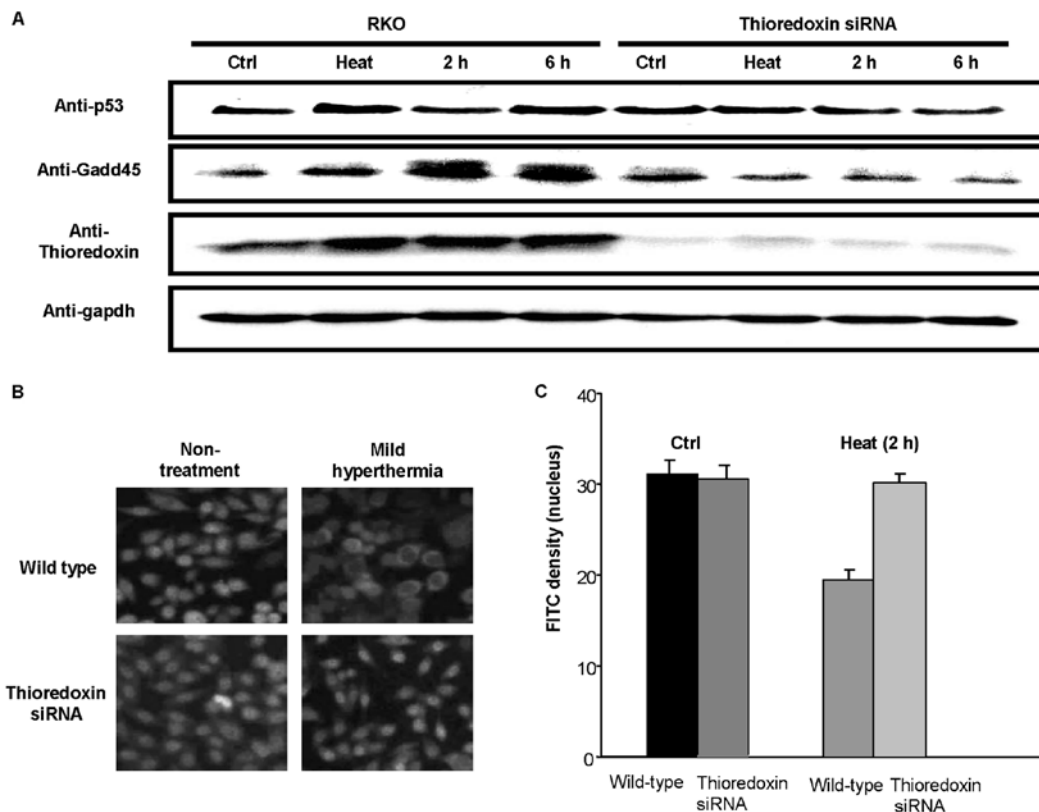 A
RKO
Thioredoxin siRNA
Ctrl Heat 2 h 6 h Ctrl Heat 2 h 6 h
Anti-p53
Anti-Gadd45
Anti-
Thioredoxin
Anti-gapdh
B
Non-
treatment
Mild
hyperthermia
Wild type
Thioredoxin
siRNA
C
FITC density (nucleus)
40
30
20
10
0
Ctrl
Heat (2 h)
Wild-type
Thioredoxin
siRNA
Wild-type
Thioredoxin
siRNA